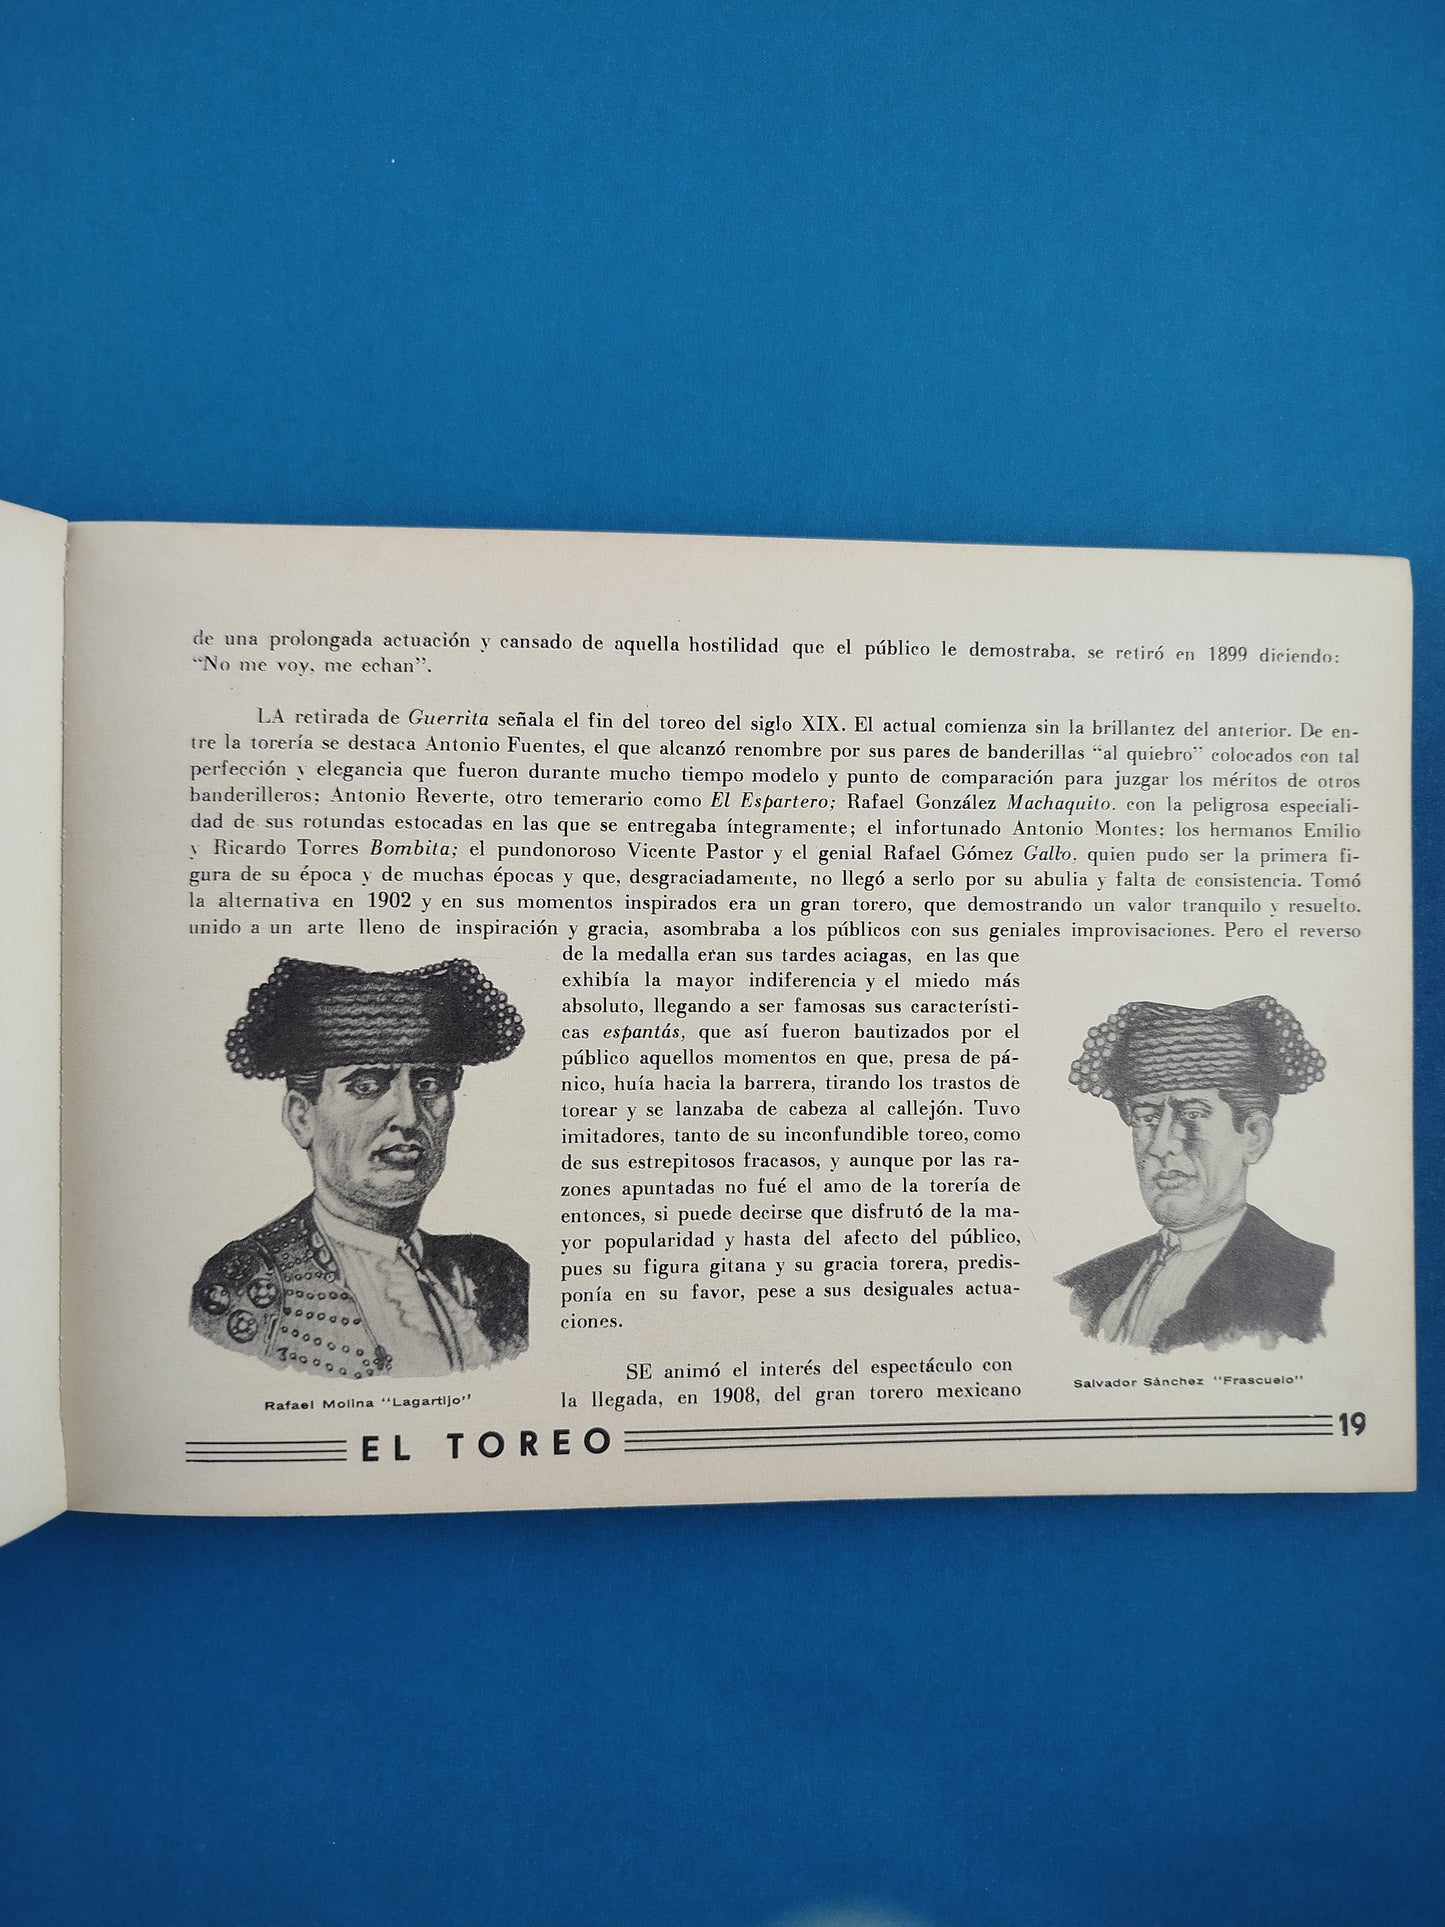 de una prolongada actuación y cansado de aquella hostilidad que el público le demostraba, se retiró en 1899 diciendo:
“No me voy, me echan”.
LA retirada de Guerrita señala el fin del toreo del siglo XIX. El actual comienza sin la brillantez del anterior. De en-
tre la torería se destaca Antonio Fuentes, el que alcanzó renombre por sus pares de banderillas “al quiebro” colocados con tal
perfección y elegancia que fueron durante mucho tiempo modelo y punto de comparación para juzgar los méritos de otros
banderilleros; Antonio Reverte, otro temerario como El Espartero; Rafael González Machaquito, con la peligrosa especiali-
dad de sus rotundas estocadas en las que se entregaba íntegramente; el infortunado Antonio Montes; los hermanos Emilio
y Ricardo Torres Bombita; el pundonoroso Vicente Pastor y el genial Rafael Gómez Gallo, quien pudo ser la primera fi-
gura de su época y de muchas épocas y que, desgraciadamente, no llegó a serlo por su abulia y falta de consistencia. Tomó
la alternativa en 1902 y en sus momentos inspirados era un gran torero, que demostrando un valor tranquilo y resuelto,
unido a un arte lleno de inspiración y gracia, asombraba a los públicos con sus geniales improvisaciones. Pero el reverso
de la medalla eran sus tardes aciagas, en las que
exhibía la mayor indiferencia y el miedo más
absoluto, llegando a ser famosas sus característi-
cas espantás, que así fueron bautizados por el
público aquellos momentos en que, presa de pá-
nico, huía hacia la barrera, tirando los trastos de
torear y se lanzaba de cabeza al callejón. Tuvo
imitadores, tanto de su inconfundible toreo, como
de sus estrepitosos fracasos, y aunque por las ra-
zones apuntadas no fué el amo de la torería de
entonces, si puede decirse que disfrutó de la ma-
yor popularidad y hasta del afecto del público,
pues su figura gitana y su gracia torera, predis-
ponía en su favor, pese a sus desiguales actua-
ciones.
SE animó el interés del espectáculo con
la llegada, en 1908, del gran torero mexicano
Rafael Molina “Lagartijo”
Salvador Sánchez “Frascuelo”
EL TOREO 19